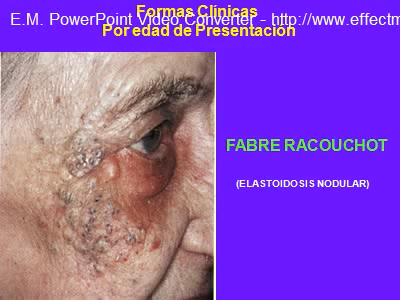 Formas Clínicas
E.M. PowerPoint Video Converter - http://www.effectm
Por edad de Presentación
FABRE RACOUCHOT
(ELASTOIDOSIS NODULAR)